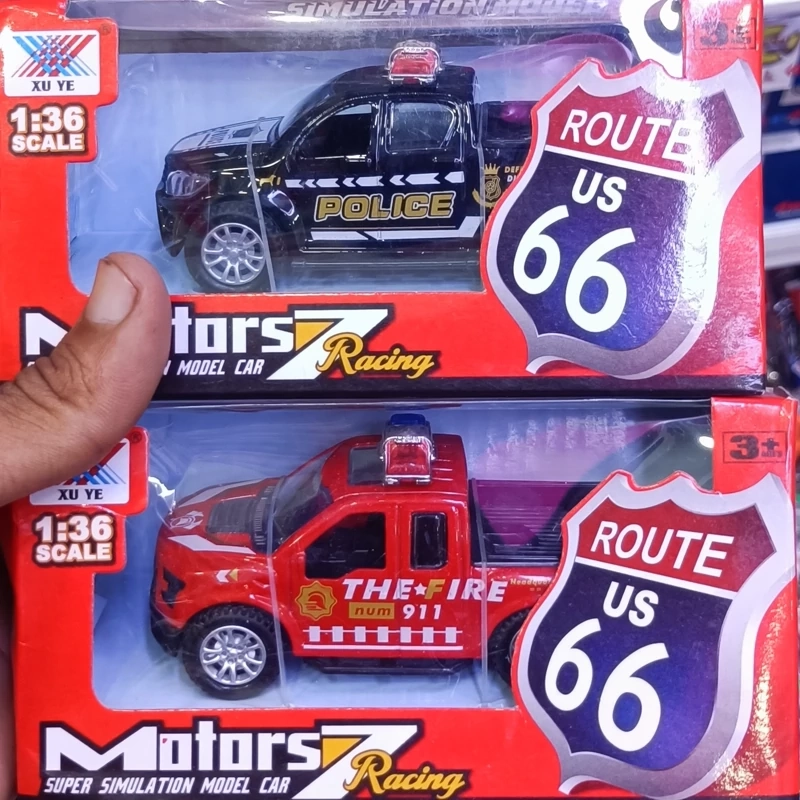 SIMULATION MODEL
XU YE
1:36
SCALE
3+
POLICE
ROUTE
US
66
Motors
Racing
MODEL CAR
XU YE
1:36
SCALE
3+
THE FIRE
num 911
ROUTE
US
66
Motors
Racing
SUPER SIMULATION MODEL CAR